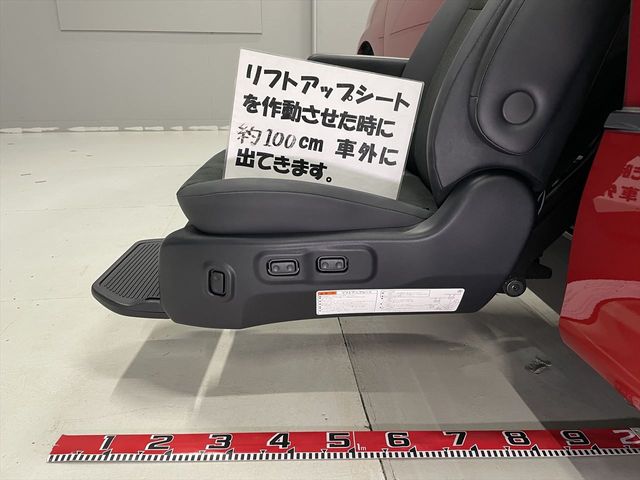 リフトアップシート
を作動させた時に
約100cm 車外に
出てきます。
1 2 3 4 5 1m 6 7 8 9 2